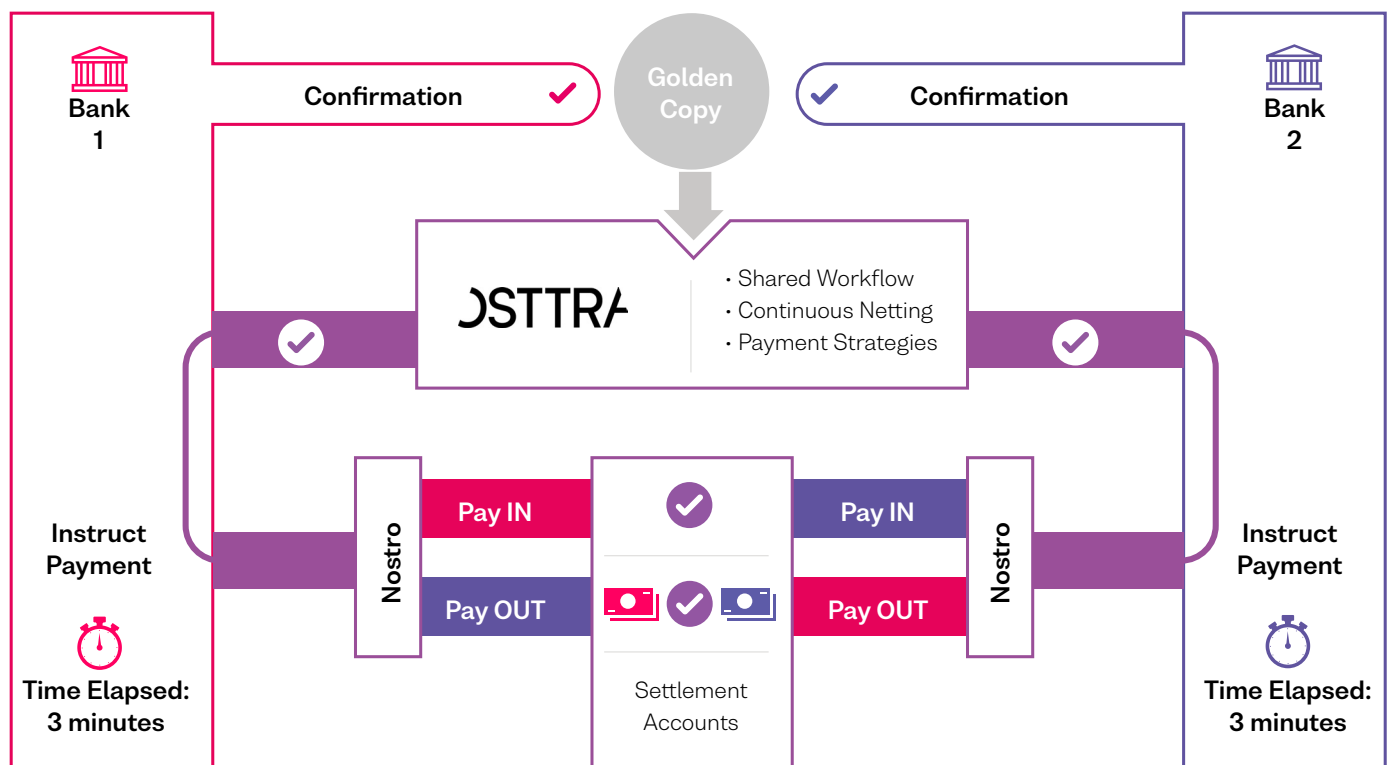 Bank
1
Confirmation
Golden
Copy
Confirmation
Bank
2
OSTTRA
• Shared Workflow
• Continuous Netting
• Payment Strategies
Instruct
Payment
Time Elapsed:
3 minutes
Nostro
Pay IN
Pay OUT
Settlement
Accounts
Pay IN
Pay OUT
Nostro
Instruct
Payment
Time Elapsed:
3 minutes